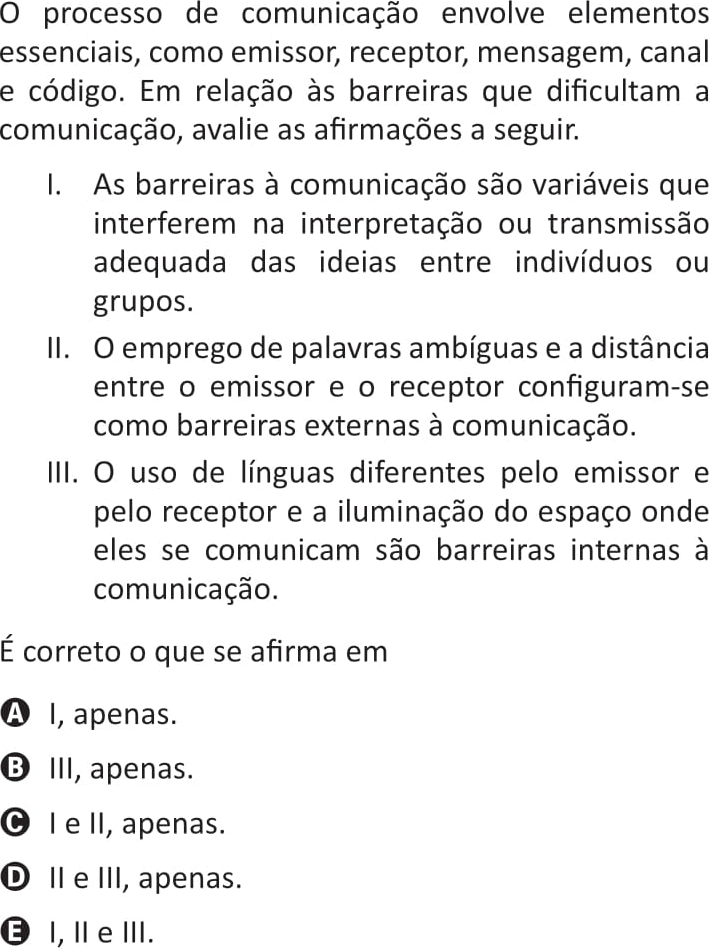 O processo de comunicação envolve elementos
essenciais, como emissor, receptor, mensagem, canal
e código. Em relação às barreiras que dificultam a
comunicação, avalie as afirmações a seguir.
I. As barreiras à comunicação são variáveis que
interferem na interpretação ou transmissão
adequada das ideias entre indivíduos ou
grupos.
II. O emprego de palavras ambíguas e a distância
entre o emissor e o receptor configuram-se
como barreiras externas à comunicação.
III. O uso de línguas diferentes pelo emissor e
pelo receptor e a iluminação do espaço onde
eles se comunicam são barreiras internas à
comunicação.
É correto o que se afirma em
A I, apenas.
B III, apenas.
C I e II, apenas.
D II e III, apenas.
E I, II e III.